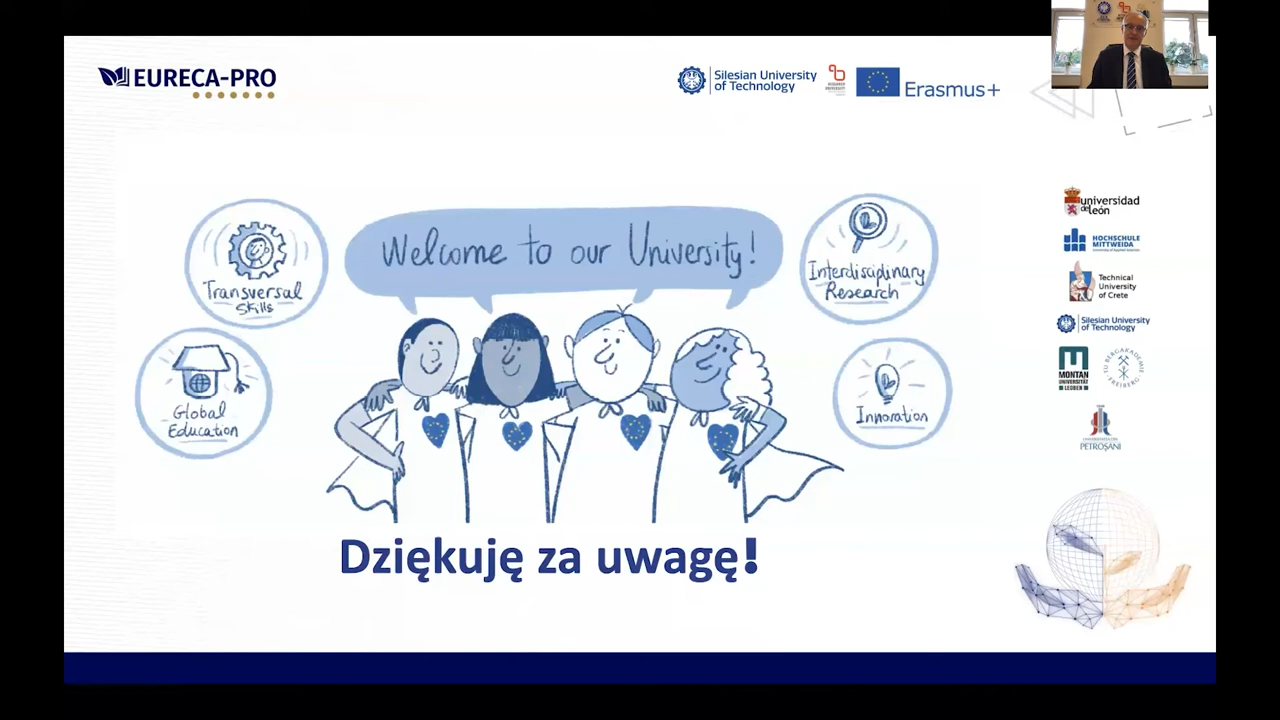 EURECA-PRO
Silesian University
of Technology
Erasmus+
Welcome to our University!
Transversal
Skills
Global
Education
Interdisciplinary
Research
Innovation
Dziękuję za uwagę!
universidad
de león
HOCHSCHULE
MITTWEIDA
Technical
University
of Crete
Silesian University
of Technology
MONTAN
UNIVERSITÄT
LEOBEN
TU BERGAKADEMIE
FREIBERG
PETROȘANI